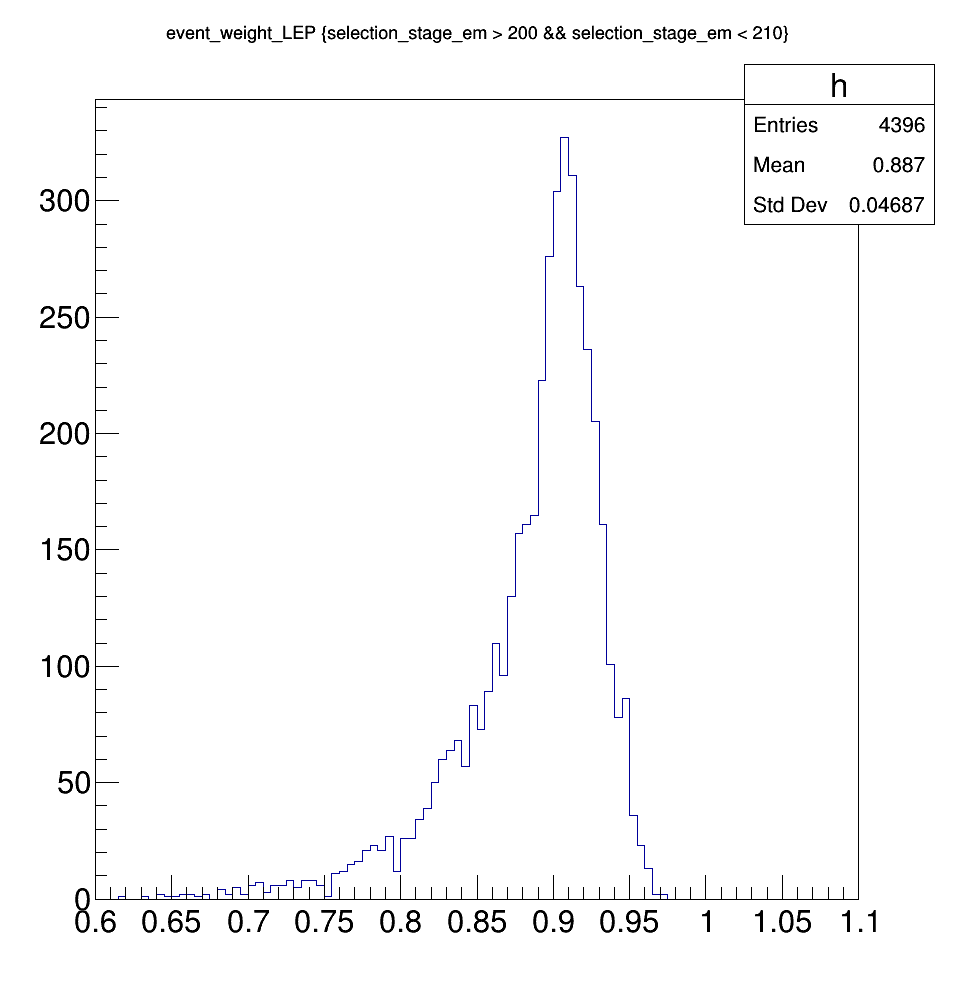 event_weight_LEP {selection_stage_em > 200 && selection_stage_em < 210}
h
Entries 4396
Mean 0.887
Std Dev 0.04687
300
250
200
150
100
50
0
0.6 0.65 0.7 0.75 0.8 0.85 0.9 0.95 1 1.05 1.1